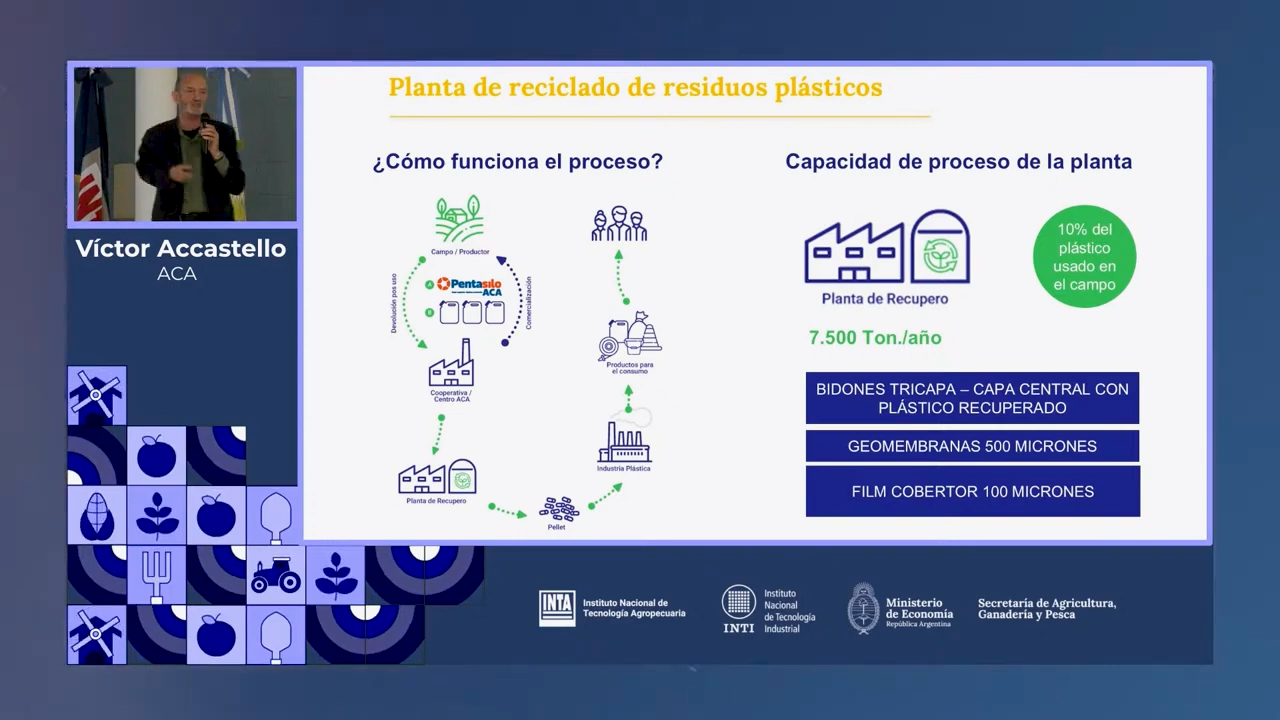 Planta de reciclado de residuos plásticos
Víctor Accastello
ACA
¿Cómo funciona el proceso?
Campo / Productor
Devolución pos uso
A
Pentasilo
ACA
B
Comercialización
Cooperativa /
Centro ACA
Planta de Recupero
Pellet
Industria Plástica
Productos para
el consumo
Capacidad de proceso de la planta
Planta de Recupero
10% del
plástico
usado en
el campo
7.500 Ton./año
BIDONES TRICAPA – CAPA CENTRAL CON
PLÁSTICO RECUPERADO
GEOMEMBRANAS 500 MICRONES
FILM COBERTOR 100 MICRONES
INTA
Instituto Nacional de
Tecnología Agropecuaria
INTI
Instituto
Nacional
de Tecnología
Industrial
Ministerio
de Economía
República Argentina
Secretaría de Agricultura,
Ganadería y Pesca